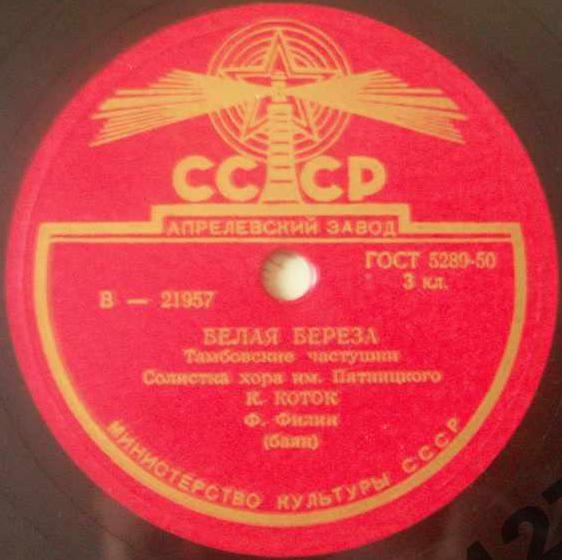 СССР
АПРЕЛЕВСКИЙ ЗАВОД
ГОСТ 5289-50
3 кл.
В — 21957
БЕЛАЯ БЕРЕЗА
Тамбовские частушки
Солистка хора им. Пятницкого
К. КОТОК
Ф. Филин
(баян)
МИНИСТЕРСТВО КУЛЬТУРЫ СССР
127